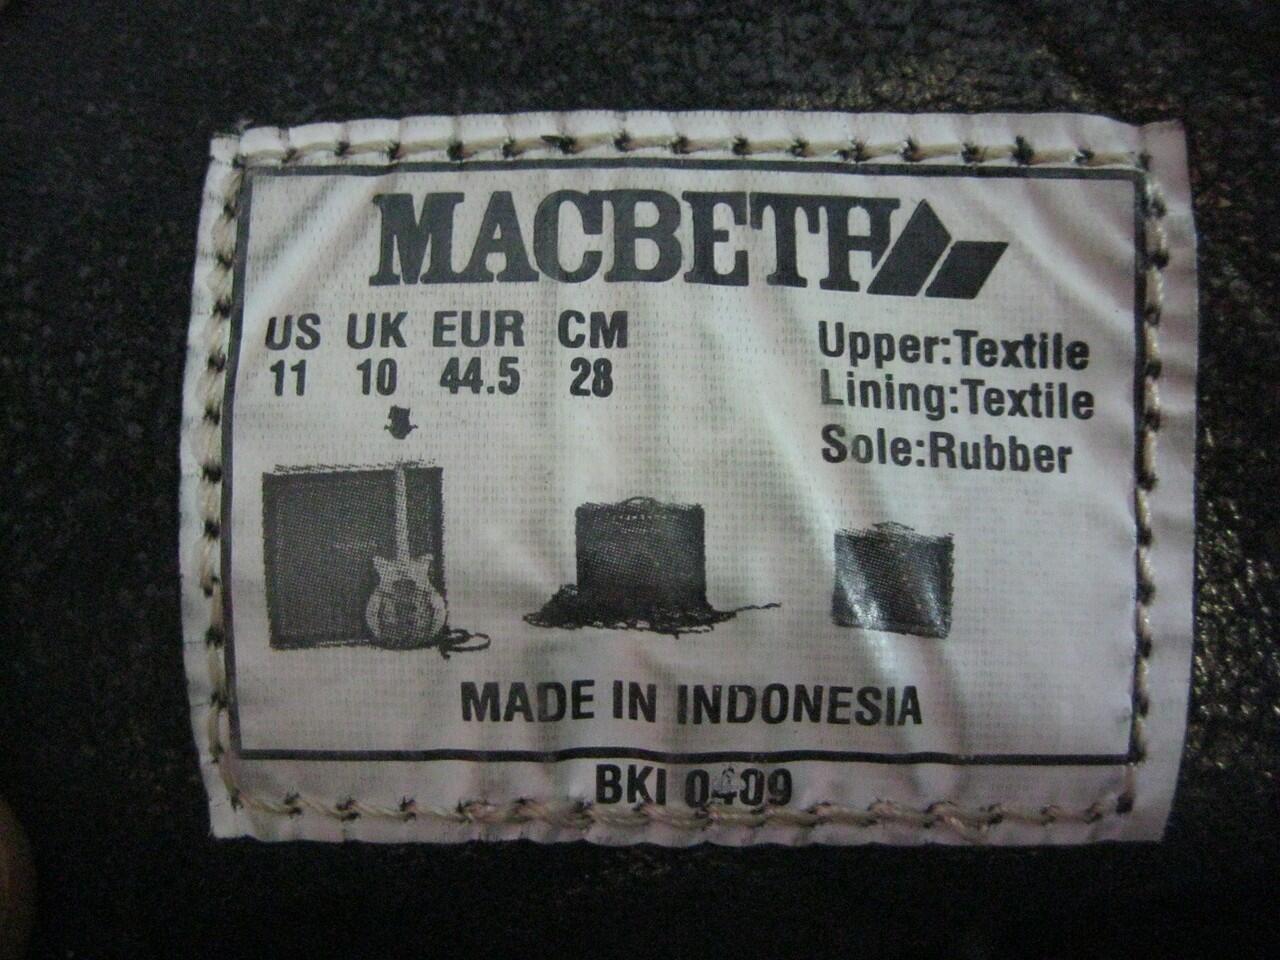 MACBETH
US UK EUR CM
11 10 44.5 28
Upper:Textile
Lining:Textile
Sole:Rubber
MADE IN INDONESIA
BKI 0409